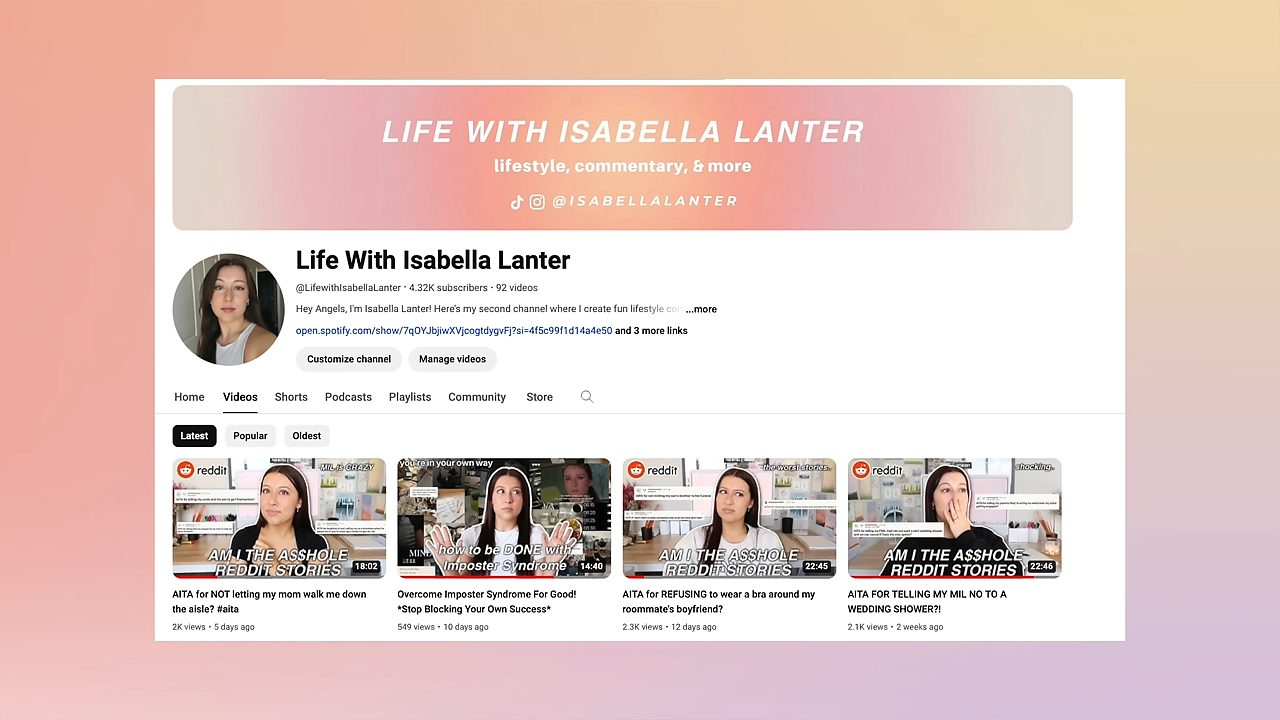 LIFE WITH ISABELLA LANTER
lifestyle, commentary, & more
@ISABELLALANTER
Life With Isabella Lanter
@LifewithIsabellaLanter • 4.32K subscribers • 92 videos
Hey Angels, I'm Isabella Lanter! Here's my second channel where I create fun lifestyle con ...more
open.spotify.com/show/7qOYJbjiwXVjcogtdygvFj?si=4f5c99f1d14a4e50 and 3 more links
Customize channel Manage videos
Home Videos Shorts Podcasts Playlists Community Store
Latest Popular Oldest
reddit MIL is CRAZY
AM I THE A$$HOLE
REDDIT STORIES
18:02
you're in your own way
how to be DONE with
Imposter Syndrome
14:40
reddit the worst stories..
AM I THE A$$HOLE
REDDIT STORIES
22:45
reddit shocking..
AM I THE A$$HOLE
REDDIT STORIES
22:46
AITA for NOT letting my mom walk me down
the aisle? #aita
2K views • 5 days ago
Overcome Imposter Syndrome For Good!
*Stop Blocking Your Own Success*
549 views • 10 days ago
AITA for REFUSING to wear a bra around my
roommate's boyfriend?
2.3K views • 12 days ago
AITA FOR TELLING MY MIL NO TO A
WEDDING SHOWER?!
2.1K views • 2 weeks ago